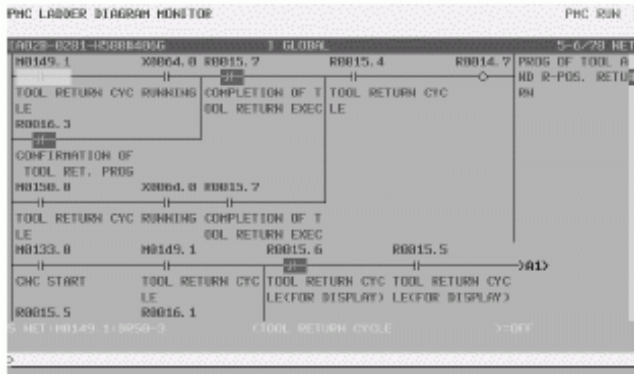 PMC LADDER DIAGRAM MONITOR PMC RUN
] GLOBAL 5-6/78 NET
M0149.1 X0064.0 R0015.7 R0015.4 R0014.7 PROG OF TOOL A
ND R-POS. RETU
TOOL RETURN CYC RUNNING COMPLETION OF T TOOL RETURN CYC RN
LE OOL RETURN EXEC LE
R0016.3
CONFIRMATION OF
TOOL RET. PROG
M0150.0 X0064.0 R0015.7
TOOL RETURN CYC RUNNING COMPLETION OF T
LE OOL RETURN EXEC
M0133.0 M0149.1 R0015.6 R0015.5
>A1>
CNC START TOOL RETURN CYC TOOL RETURN CYC TOOL RETURN CYC
LE LE(FOR DISPLAY) LE(FOR DISPLAY)
R0015.5 R0016.1
S NET:M0149.1: (TOOL RETURN CYCLE )=OFF
>